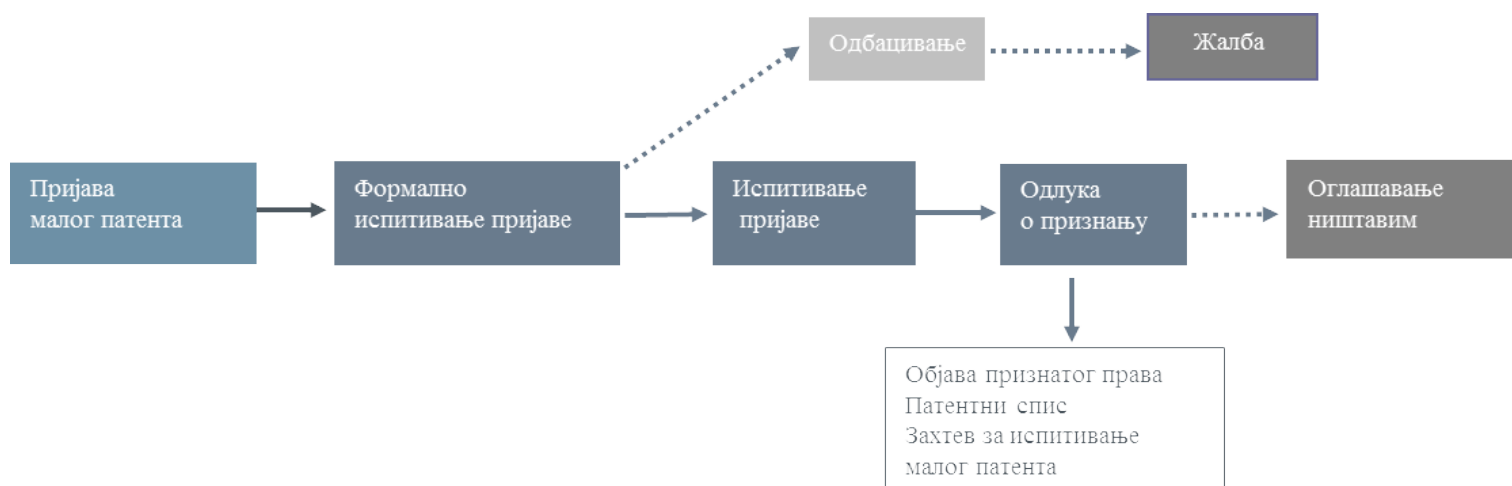 Одбацивање
Жалба
Пријава
малог патента
Формално
испитивање пријаве
Испитивање
пријаве
Одлука
о признању
Оглашавање
ништавим
Објава признатог права
Патентни спис
Захтев за испитивање
малог патента